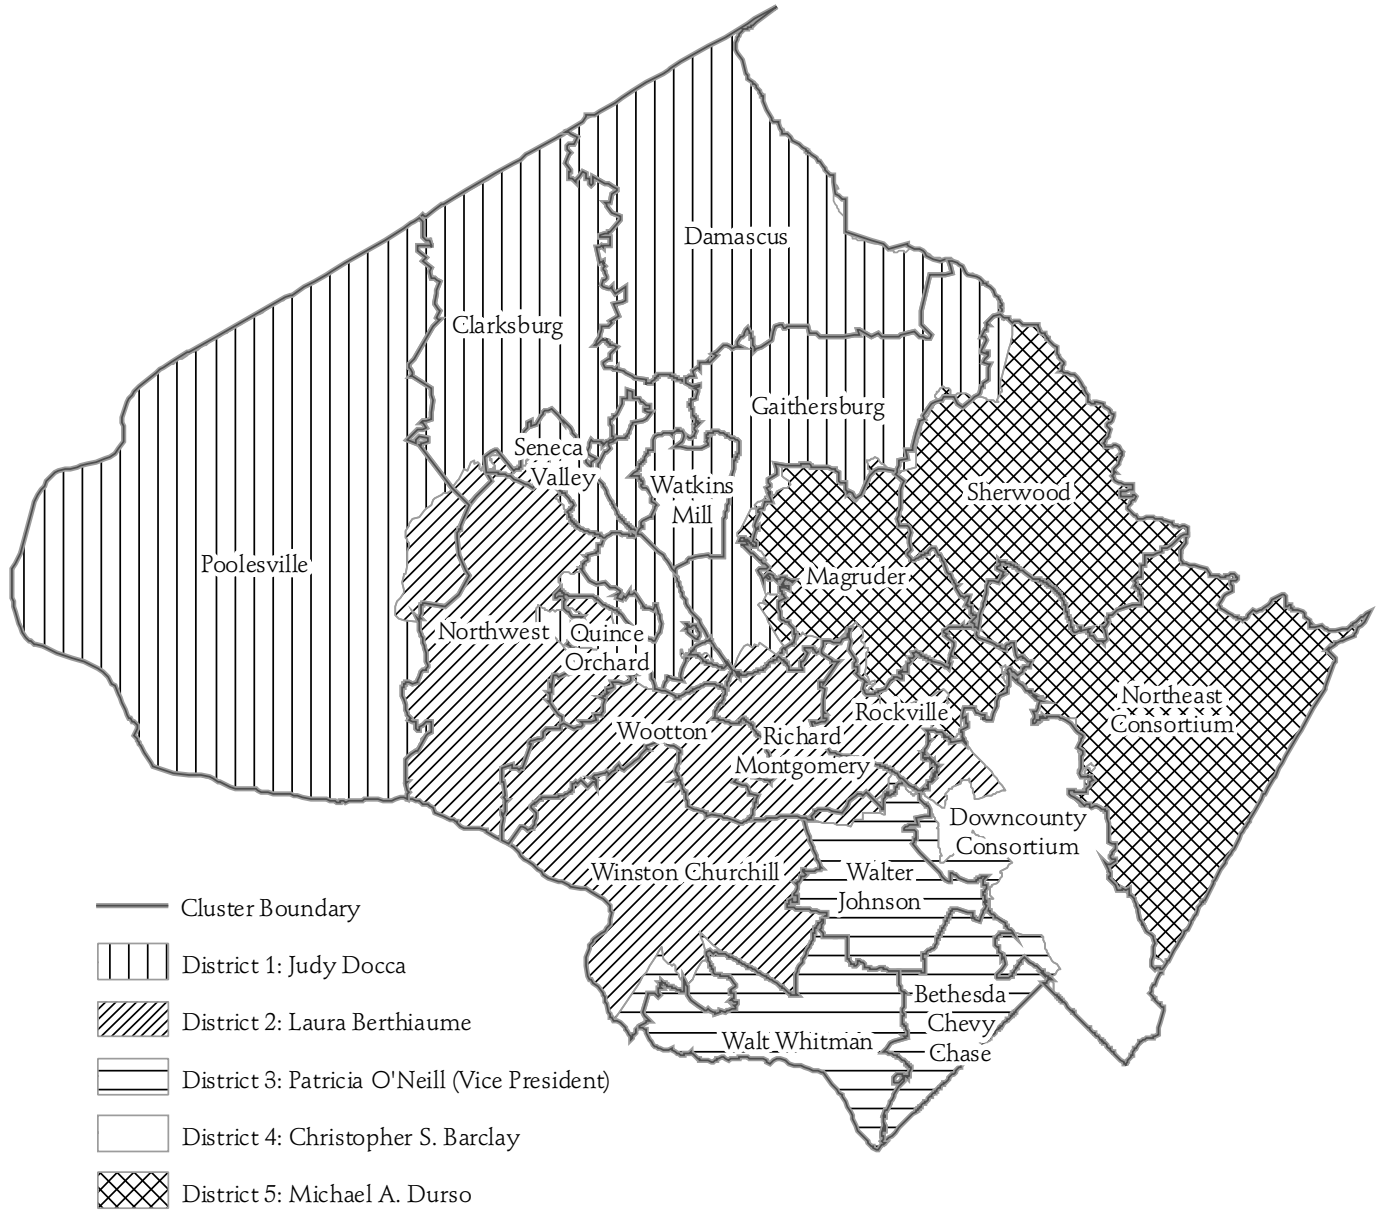 Damascus
Clarksburg
Gaithersburg
Seneca
Valley
Watkins
Mill
Sherwood
Poolesville
Magruder
Northwest
Quince
Orchard
Northeast
Consortium
Rockville
Wootton
Richard
Montgomery
Downcounty
Consortium
Winston Churchill
Walter
Johnson
Bethesda
Chevy
Chase
Walt Whitman
Cluster Boundary
District 1: Judy Docca
District 2: Laura Berthiaume
District 3: Patricia O'Neill (Vice President)
District 4: Christopher S. Barclay
District 5: Michael A. Durso